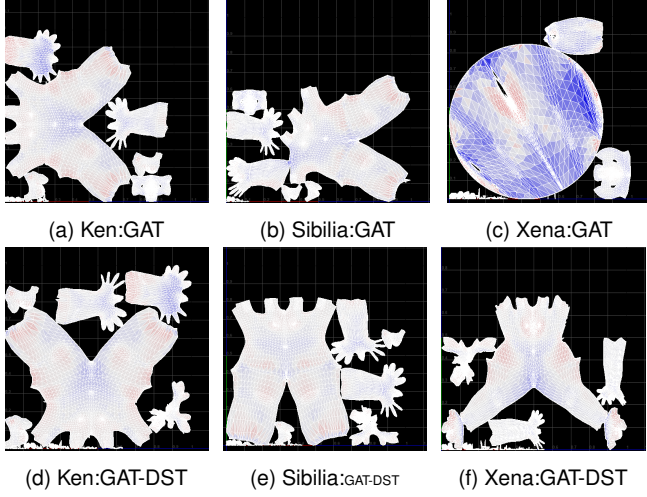 (a) Ken:GAT
(b) Sibilia:GAT
(c) Xena:GAT
(d) Ken:GAT-DST
(e) Sibilia:GAT-DST
(f) Xena:GAT-DST